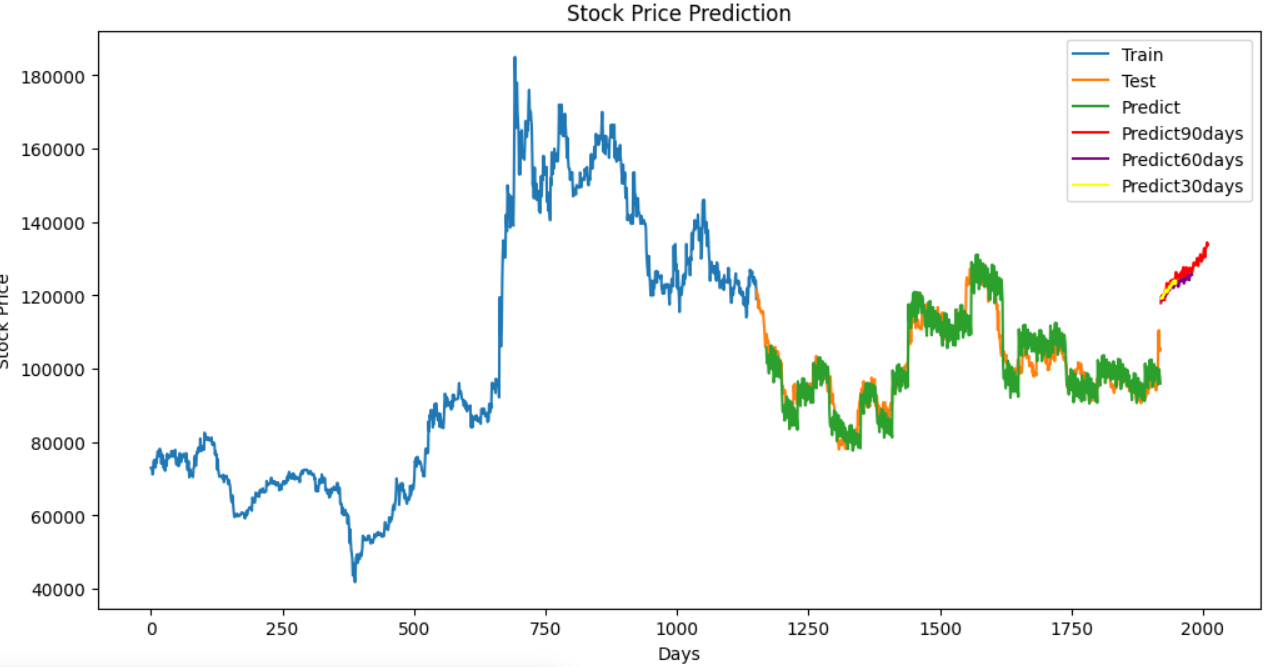 Stock Price Prediction
Train
Test
Predict
Predict90days
Predict60days
Predict30days
180000
160000
140000
120000
100000
80000
60000
40000
Stock Price
0 250 500 750 1000 1250 1500 1750 2000
Days